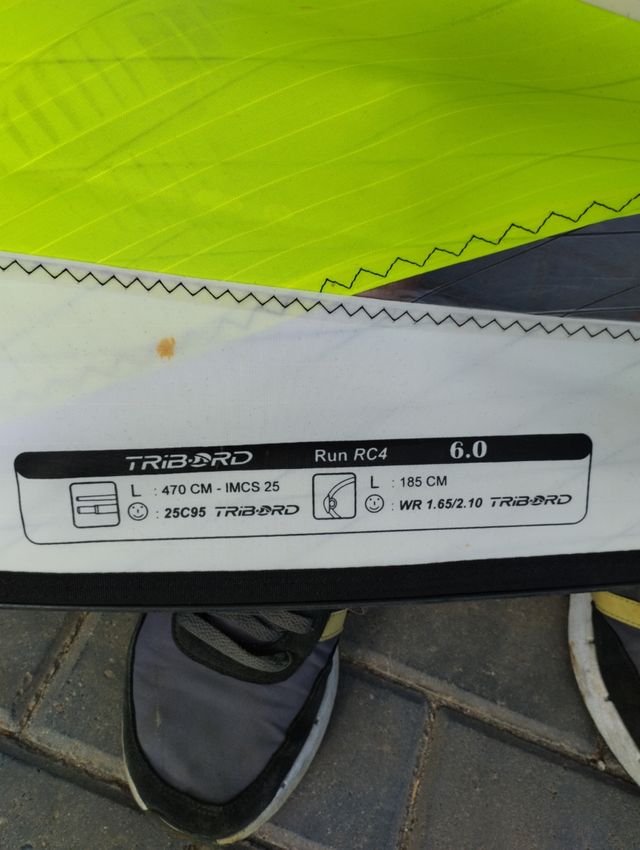 TRIBORD Run RC4 6.0
L : 470 CM - IMCS 25 L : 185 CM
: 25C95 TRIBORD : WR 1.65/2.10 TRIBORD